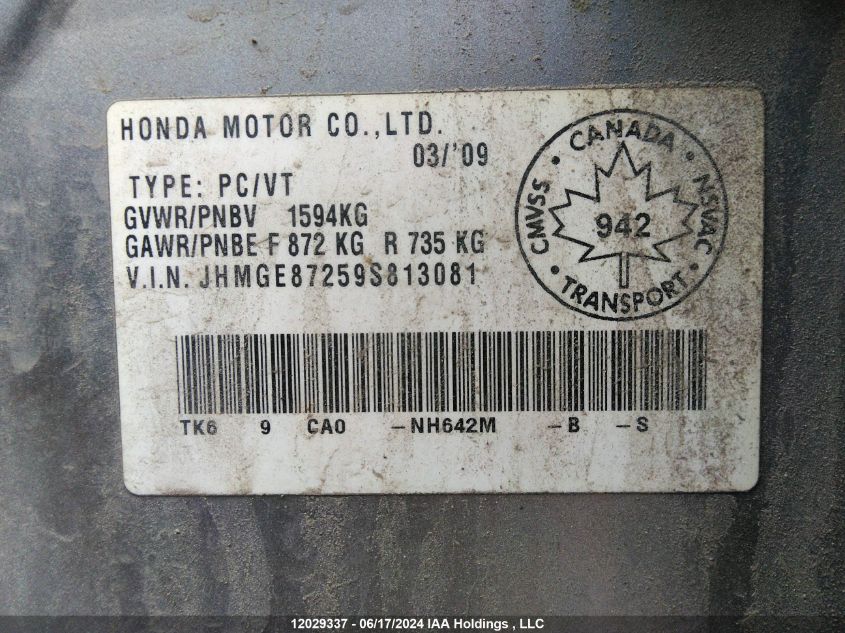 HONDA MOTOR CO.,LTD.
03/'09
TYPE: PC/VT
GVWR/PNBV 1594KG
GAWR/PNBE F 872 KG R 735 KG
V.I.N. JHMGE87259S813081
CANADA
CMVSS
NSVAC
942
TRANSPORT
TK6 9 CA0 -NH642M -B -S
12029337 - 06/17/2024 IAA Holdings , LLC